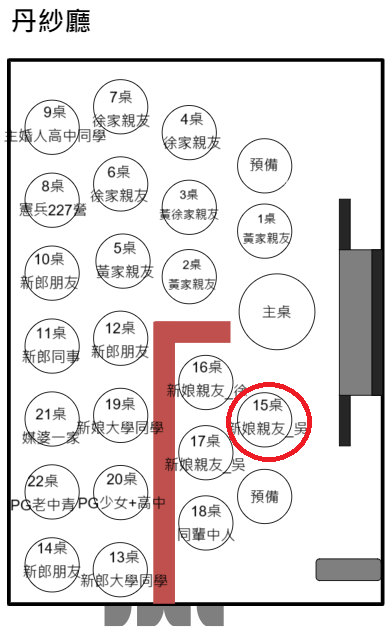 丹紗廳
7桌
徐家親友
9桌
主婚人高中同學
4桌
徐家親友
預備
6桌
徐家親友
8桌
憲兵227營
3桌
黃徐家親友
1桌
黃家親友
5桌
黃家親友
10桌
新郎朋友
2桌
黃家親友
主桌
12桌
新郎朋友
11桌
新郎同事
16桌
新娘親友_徐
15桌
新娘親友_吳
19桌
新娘大學同學
21桌
媒婆一家
17桌
新娘親友_吳
20桌
PG少女+高中
22桌
PG老中青
預備
18桌
同輩中人
14桌
新郎朋友
13桌
新郎大學同學